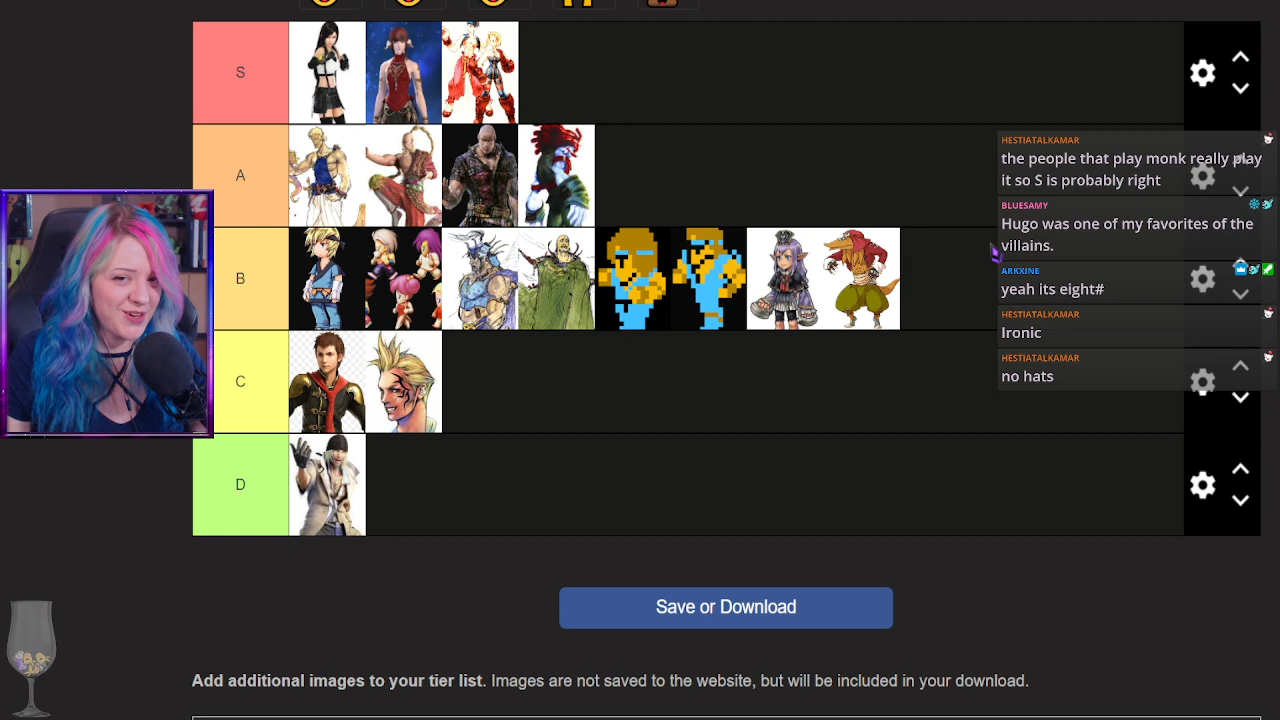 S
A
B
C
D
HESTIATALKAMAR
the people that play monk really play
it so S is probably right
BLUESAMY
Hugo was one of my favorites of the
villains.
ARKXINE
yeah its eight#
HESTIATALKAMAR
Ironic
HESTIATALKAMAR
no hats
Save or Download
Add additional images to your tier list. Images are not saved to the website, but will be included in your download.